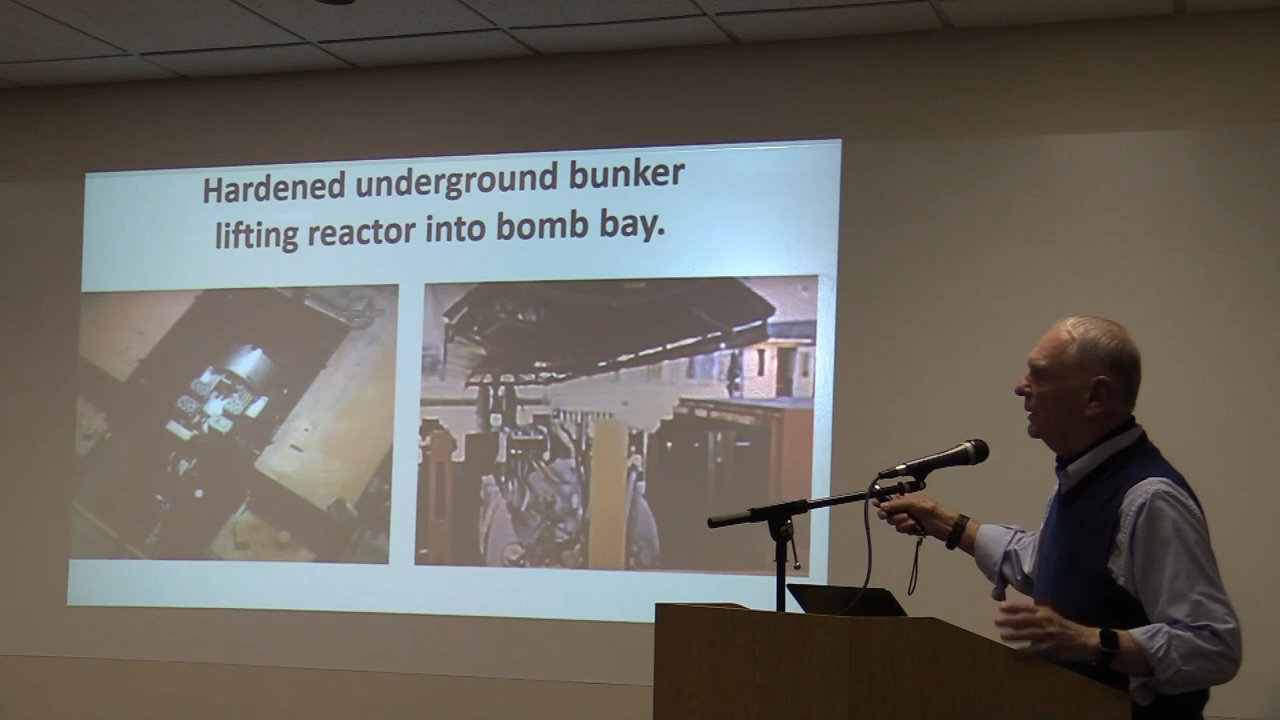 Hardened underground bunker
lifting reactor into bomb bay.